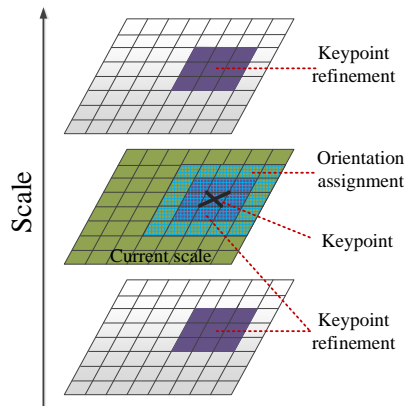 Keypoint
refinement
Orientation
assignment
Scale
Keypoint
Current scale
Keypoint
refinement